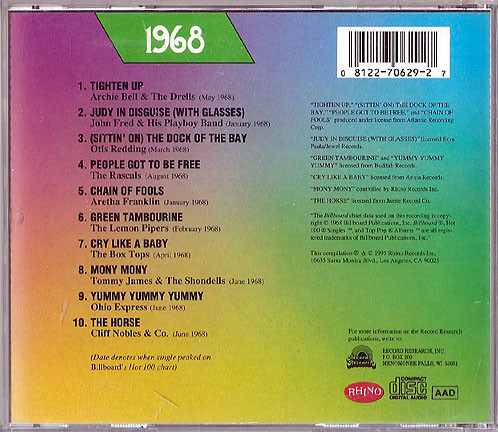 1968
0 8122-70629-2 7
1. TIGHTEN UP
Archie Bell & The Drells (May 1968)
2. JUDY IN DISGUISE (WITH GLASSES)
John Fred & His Playboy Band (January 1968)
3. (SITTIN' ON) THE DOCK OF THE BAY
Otis Redding (March 1968)
4. PEOPLE GOT TO BE FREE
The Rascals (August 1968)
5. CHAIN OF FOOLS
Aretha Franklin (January 1968)
6. GREEN TAMBOURINE
The Lemon Pipers (February 1968)
7. CRY LIKE A BABY
The Box Tops (April 1968)
8. MONY MONY
Tommy James & The Shondells (June 1968)
9. YUMMY YUMMY YUMMY
Ohio Express (June 1968)
10. THE HORSE
Cliff Nobles & Co. (June 1968)
(Date denotes when single peaked on
Billboard's Hot 100 chart)
"TIGHTEN UP," "(SITTIN' ON) THE DOCK OF THE
BAY," "PEOPLE GOT TO BE FREE," and "CHAIN OF
FOOLS" produced under license from Atlantic Recording
Corp.
"JUDY IN DISGUISE (WITH GLASSES)" licensed from
Paula/Jewel Records.
"GREEN TAMBOURINE" and "YUMMY YUMMY
YUMMY" licensed from Buddah Records.
"CRY LIKE A BABY" licensed from Arista Records.
"MONY MONY" controlled by Rhino Records Inc.
"THE HORSE" licensed from Jamie Record Co.
"The Billboard chart data used on this recording is copy-
right © 1968 Billboard Publications, Inc. Billboard ®, Hot
100 ® Singles ™, and Top Pop ® Albums ™ are all reg-
istered trademarks of Billboard Publications, Inc."
This compilation ℗ & © 1993 Rhino Records Inc.,
10635 Santa Monica Blvd., Los Angeles, CA 90025
For more information on the Record Research
publications, write to:
Record Research
RECORD RESEARCH, INC.
P.O. BOX 200
MENOMONEE FALLS, WI 53051
RHINO
COMPACT
disc
DIGITAL AUDIO
AAD